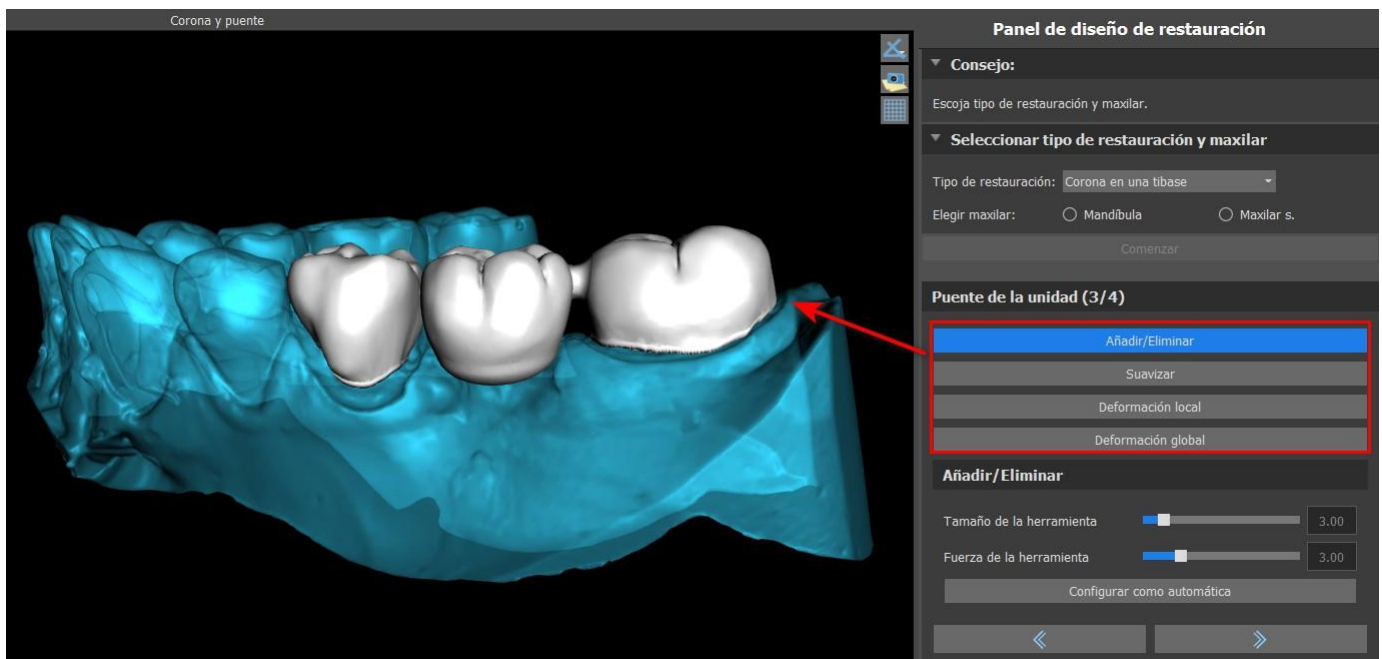 Corona y puente
Panel de diseño de restauración
Consejo:
Escoja tipo de restauración y maxilar.
Seleccionar tipo de restauración y maxilar
Tipo de restauración: Corona en una tibase
Elegir maxilar: Mandíbula Maxilar s.
Comenzar
Puente de la unidad (3/4)
Añadir/Eliminar
Suavizar
Deformación local
Deformación global
Añadir/Eliminar
Tamaño de la herramienta 3.00
Fuerza de la herramienta 3.00
Configurar como automática